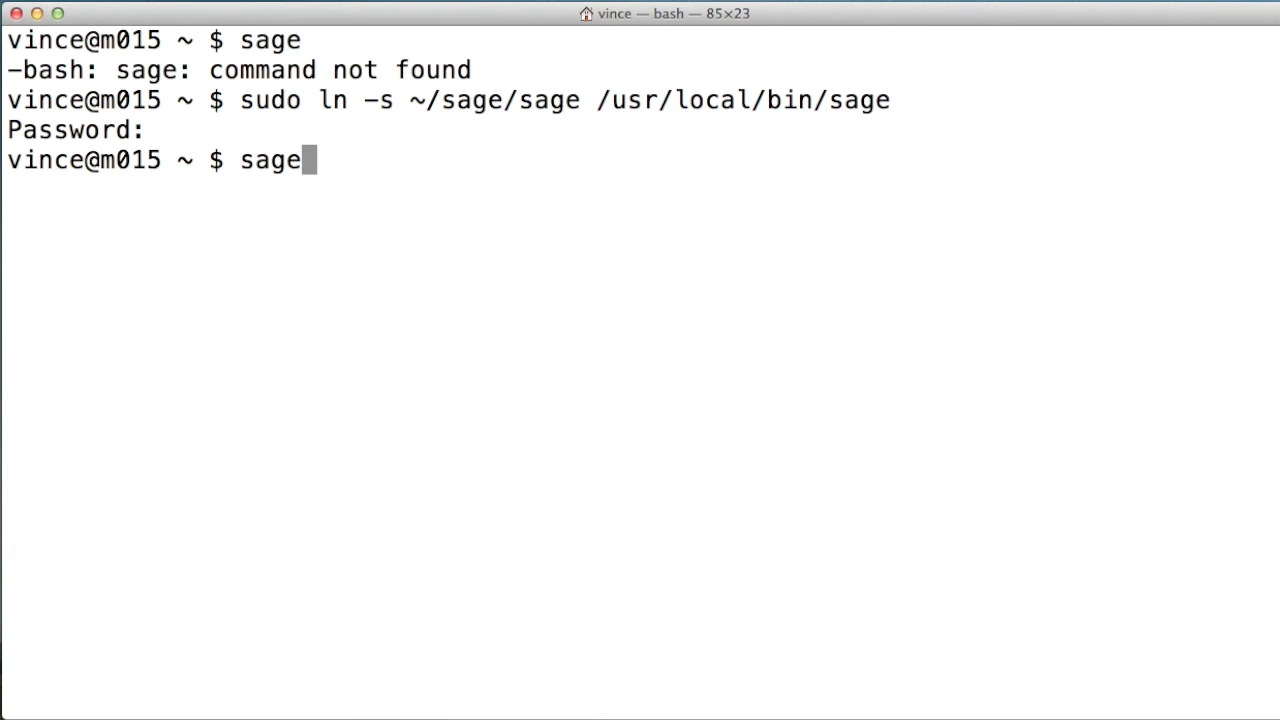 vince — bash — 85×23
vince@m015 ~ $ sage
-bash: sage: command not found
vince@m015 ~ $ sudo ln -s ~/sage/sage /usr/local/bin/sage
Password:
vince@m015 ~ $ sage